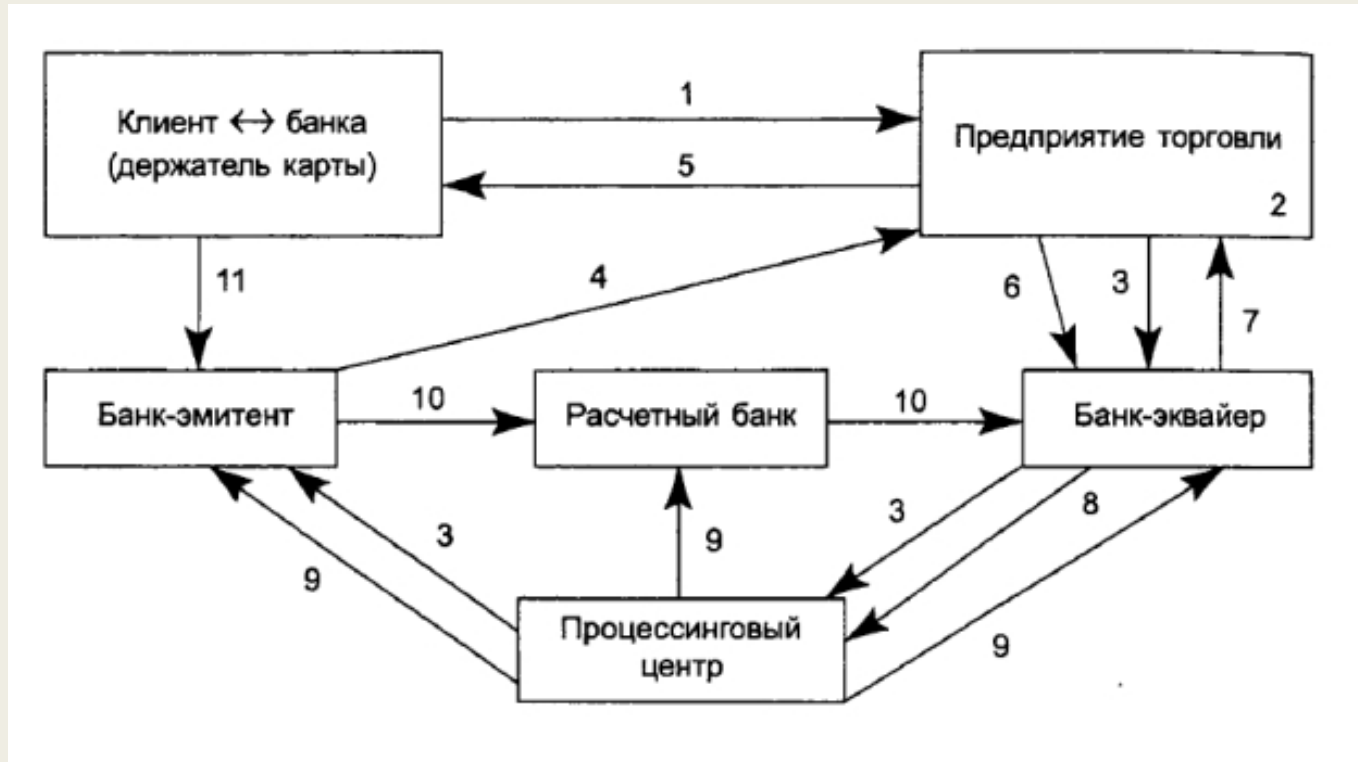 Клиент ↔ банка
(держатель карты)
1
5
Предприятие торговли
2
11
4
6
3
7
Банк-эмитент
10
Расчетный банк
10
Банк-эквайер
3
9
9
3
8
9
Процессинговый
центр